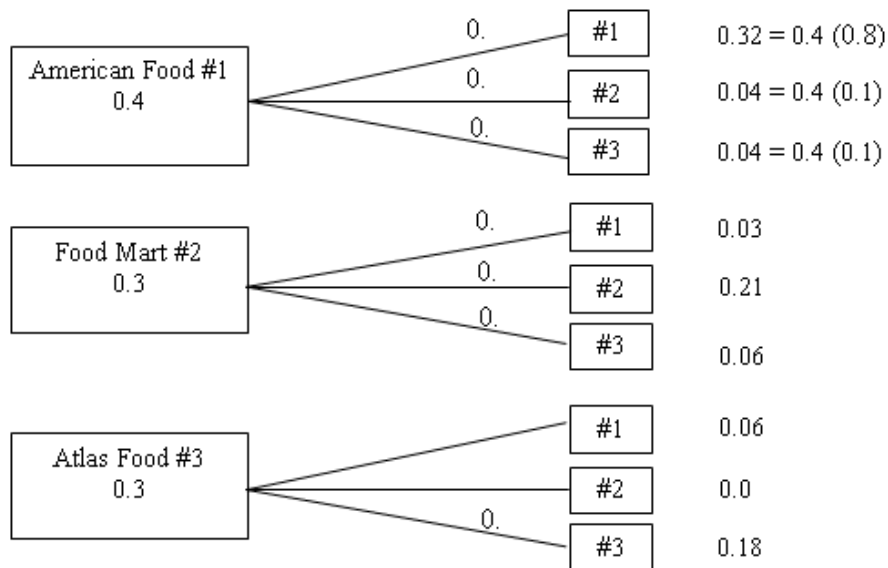 American Food #1
0.4
0. #1 0.32 = 0.4 (0.8)
0. #2 0.04 = 0.4 (0.1)
0. #3 0.04 = 0.4 (0.1)
Food Mart #2
0.3
0. #1 0.03
0. #2 0.21
0. #3 0.06
Atlas Food #3
0.3
#1 0.06
#2 0.0
0. #3 0.18